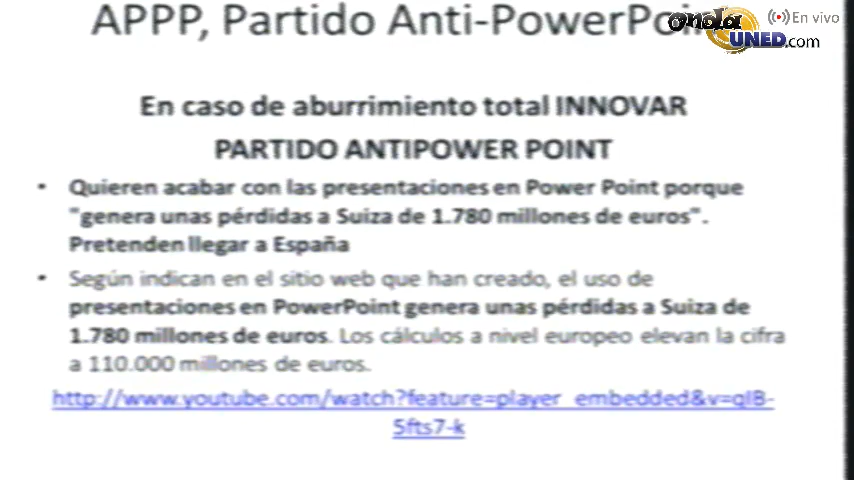 APPP, Partido Anti-PowerPoint
onola
UNED.com
En vivo
En caso de aburrimiento total INNOVAR
PARTIDO ANTIPOWER POINT
• Quieren acabar con las presentaciones en Power Point porque
"genera unas pérdidas a Suiza de 1.780 millones de euros".
Pretenden llegar a España
• Según indican en el sitio web que han creado, el uso de
presentaciones en PowerPoint genera unas pérdidas a Suiza de
1.780 millones de euros. Los cálculos a nivel europeo elevan la cifra
a 110.000 millones de euros.
http://www.youtube.com/watch?feature=player_embedded&v=qIB-
5fts7-k